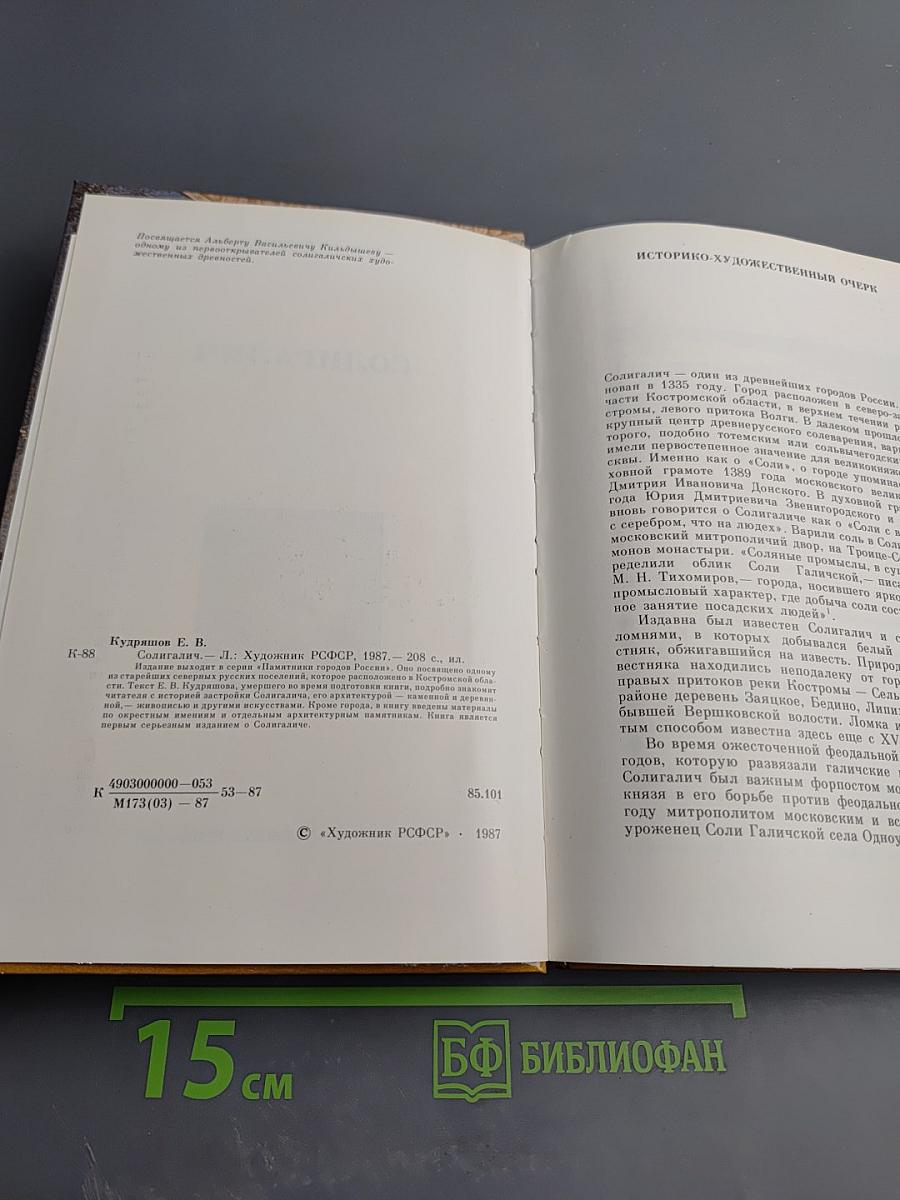 Посвящается Альберту Васильевичу Кильдышеву —
одному из первооткрывателей солигаличских худо-
жественных древностей.
Кудряшов Е. В.
К-88 Солигалич.— Л.: Художник РСФСР, 1987.— 208 с., ил.
Издание выходит в серии «Памятники городов России». Оно посвящено одному
из старейших северных русских поселений, которое расположено в Костромской обла-
сти. Текст Е. В. Кудряшова, умершего во время подготовки книги, подробно знакомит
читателя с историей застройки Солигалича, его архитектурой — каменной и деревян-
ной,— живописью и другими искусствами. Кроме города, в книгу введены материалы
по окрестным имениям и отдельным архитектурным памятникам. Книга является
первым серьезным изданием о Солигаличе.
4903000000—053
К 53—87
М173(03) — 87
85.101
© «Художник РСФСР» · 1987
ИСТОРИКО-ХУДОЖЕСТВЕННЫЙ ОЧЕРК
Солигалич — один из древнейших городов России.
нован в 1335 году. Город расположен в северо-за
части Костромской области, в верхнем течении р
стромы, левого притока Волги. В далеком прошло
крупный центр древнерусского солеварения, вар
торого, подобно тотемским или сольвычегодски
имели первостепенное значение для великокняже
сквы. Именно как о «Соли», о городе упомина
ховной грамоте 1389 года московского вели
Дмитрия Ивановича Донского. В духовной гр
года Юрия Дмитриевича Звенигородского и
вновь говорится о Солигаличе как о «Соли с в
с серебром, что на людех». Варили соль в Сол
московский митрополичий двор, на Троице-С
монов монастыри. «Соляные промыслы, в су
ределили облик Соли Галичской,— писа
М. Н. Тихомиров,— города, носившего ярко
промысловый характер, где добыча соли сос
ное занятие посадских людей»¹.
Издавна был известен Солигалич и с
ломнями, в которых добывался белый
стняк, обжигавшийся на известь. Природ
вестняка находились неподалеку от гор
правых притоков реки Костромы — Сель
районе деревень Заяцкое, Бедино, Липи
бывшей Вершковской волости. Ломка и
тым способом известна здесь еще с XV
Во время ожесточенной феодальной
годов, которую развязали галичские
Солигалич был важным форпостом мо
князя в его борьбе против феодально
году митрополитом московским и вс
уроженец Соли Галичской села Одноу
15 см
БФ БИБЛИОФАН